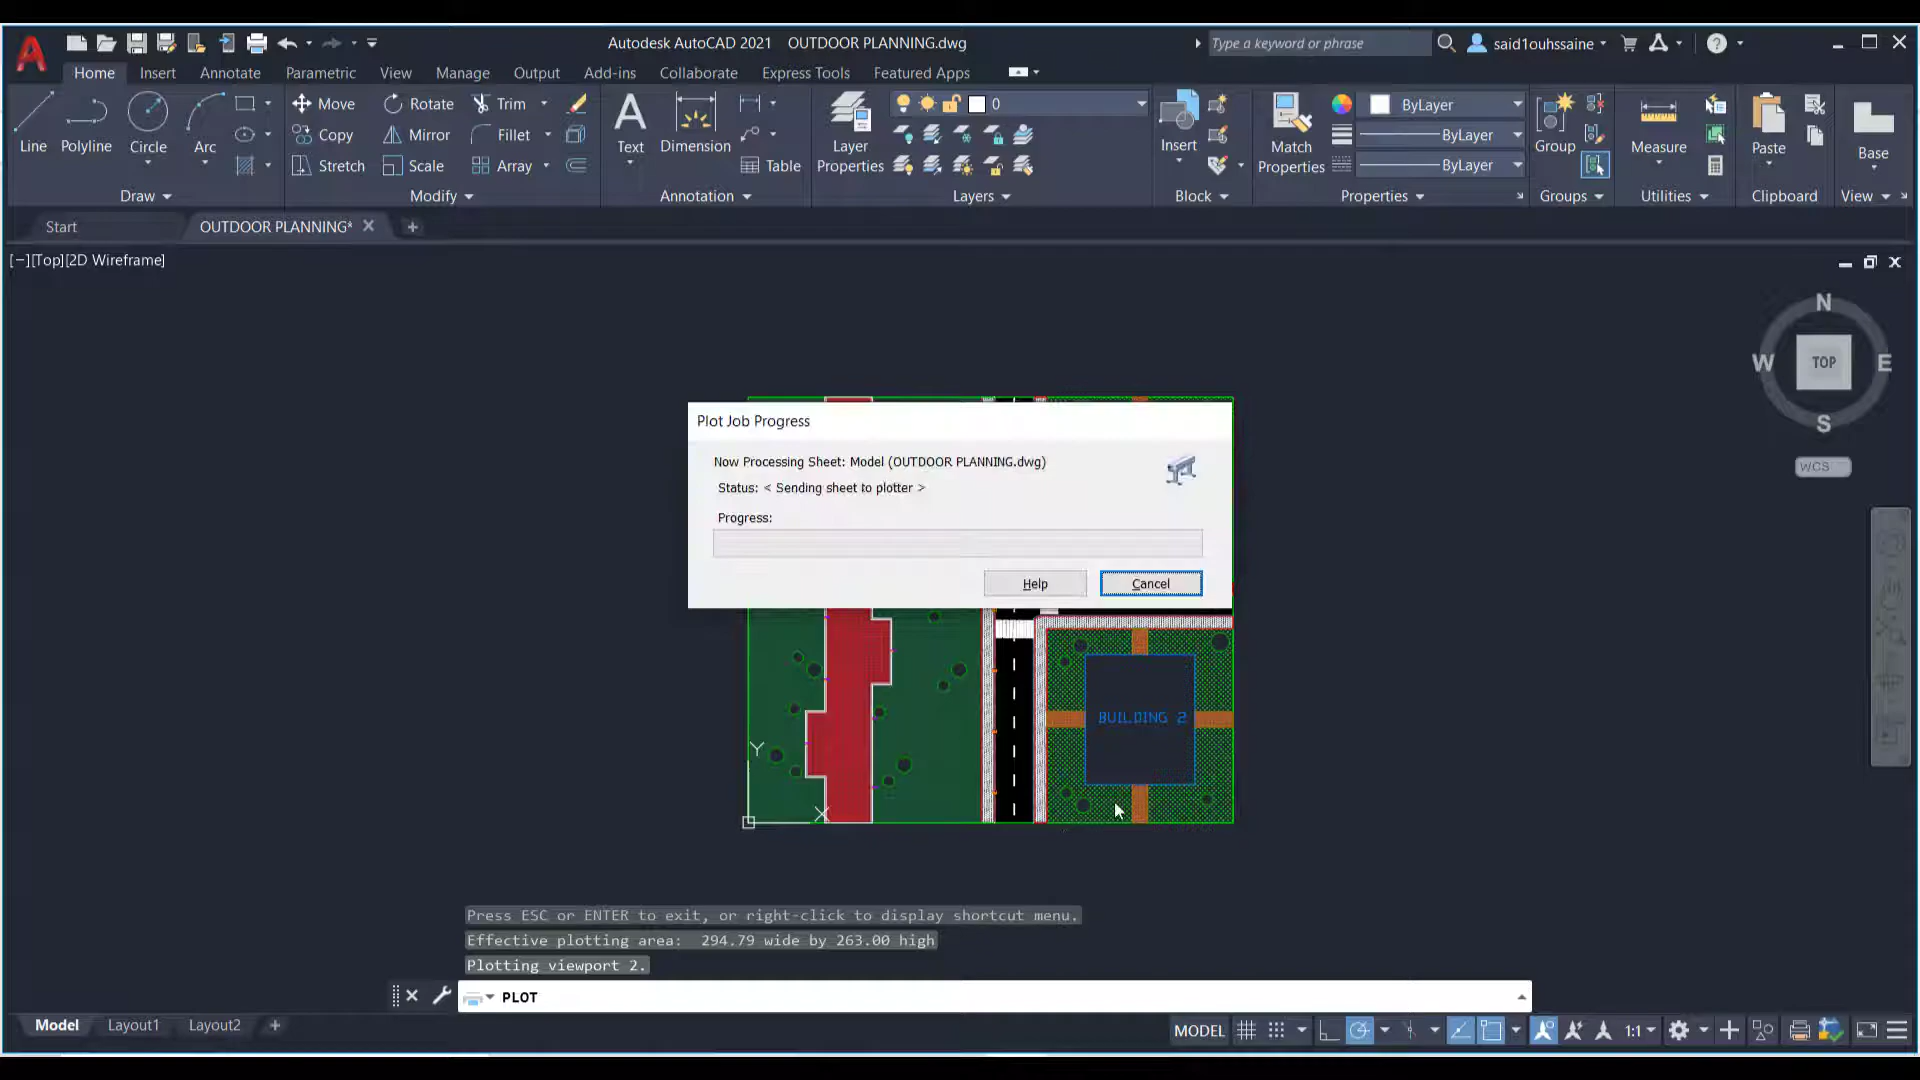 Autodesk AutoCAD 2021 OUTDOOR PLANNING.dwg
Type a keyword or phrase
said1ouhssaine
Home Insert Annotate Parametric View Manage Output Add-ins Collaborate Express Tools Featured Apps
Line Polyline Circle Arc
Move Rotate Trim
Copy Mirror Fillet
Stretch Scale Array
Text Dimension Table
Layer Properties
0
Insert
Match Properties
ByLayer
ByLayer
ByLayer
Group
Measure
Paste
Base
Draw Modify Annotation Layers Block Properties Groups Utilities Clipboard View
Start OUTDOOR PLANNING*
[−][Top][2D Wireframe]
N
W TOP E
S
WCS
Plot Job Progress
Now Processing Sheet: Model (OUTDOOR PLANNING.dwg)
Status: < Sending sheet to plotter >
Progress:
Help Cancel
BUILDING 2
Y
X
Press ESC or ENTER to exit, or right-click to display shortcut menu.
Effective plotting area: 294.79 wide by 263.00 high
Plotting viewport 2.
PLOT
Model Layout1 Layout2
MODEL 1:1